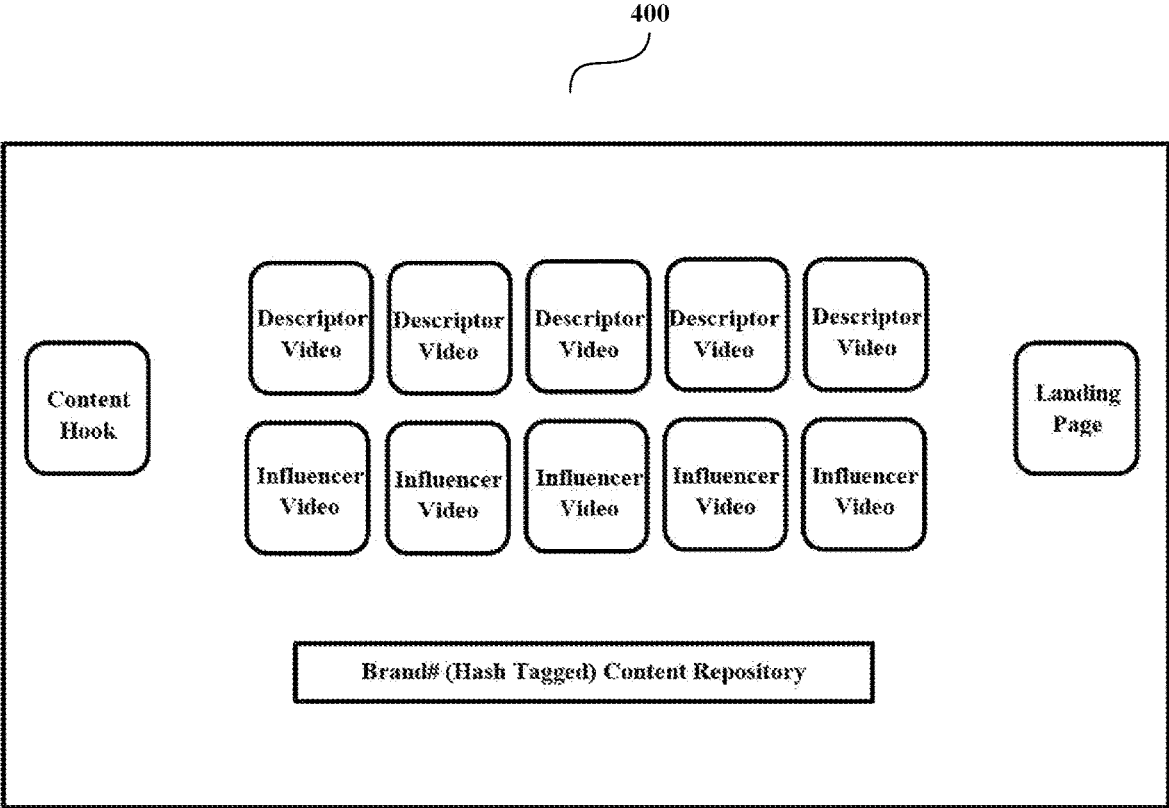 400
Descriptor
Video
Descriptor
Video
Descriptor
Video
Descriptor
Video
Descriptor
Video
Content
Hook
Landing
Page
Influencer
Video
Influencer
Video
Influencer
Video
Influencer
Video
Influencer
Video
Brand# (Hash Tagged) Content Repository